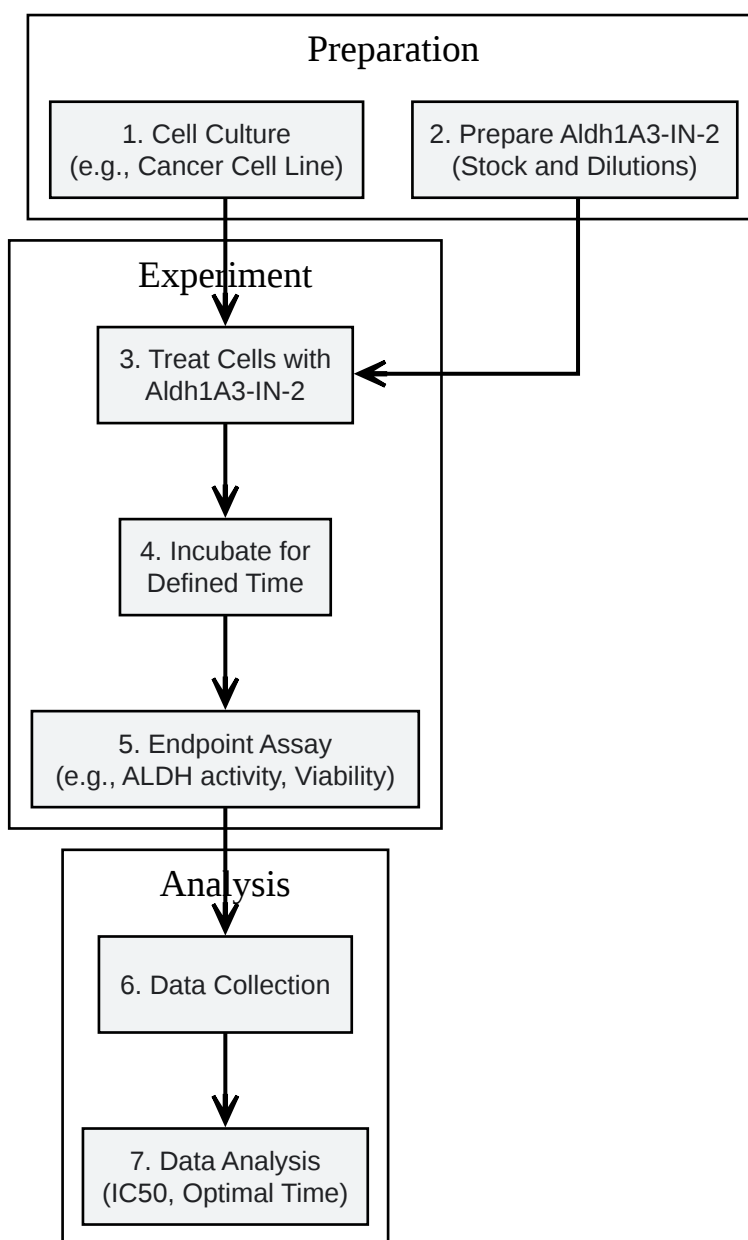 Preparation
1. Cell Culture
(e.g., Cancer Cell Line)
2. Prepare Aldh1A3-IN-2
(Stock and Dilutions)
Experiment
3. Treat Cells with
Aldh1A3-IN-2
4. Incubate for
Defined Time
5. Endpoint Assay
(e.g., ALDH activity, Viability)
Analysis
6. Data Collection
7. Data Analysis
(IC50, Optimal Time)